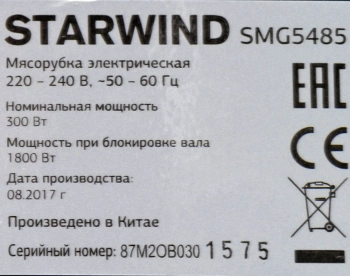 STARWIND SMG5485
Мясорубка электрическая
220 – 240 В, ~50 – 60 Гц
Номинальная мощность
300 Вт
Мощность при блокировке вала
1800 Вт
Дата производства:
08.2017 г
Произведено в Китае
Серийный номер: 87M2OB030 1575
EAC
CE